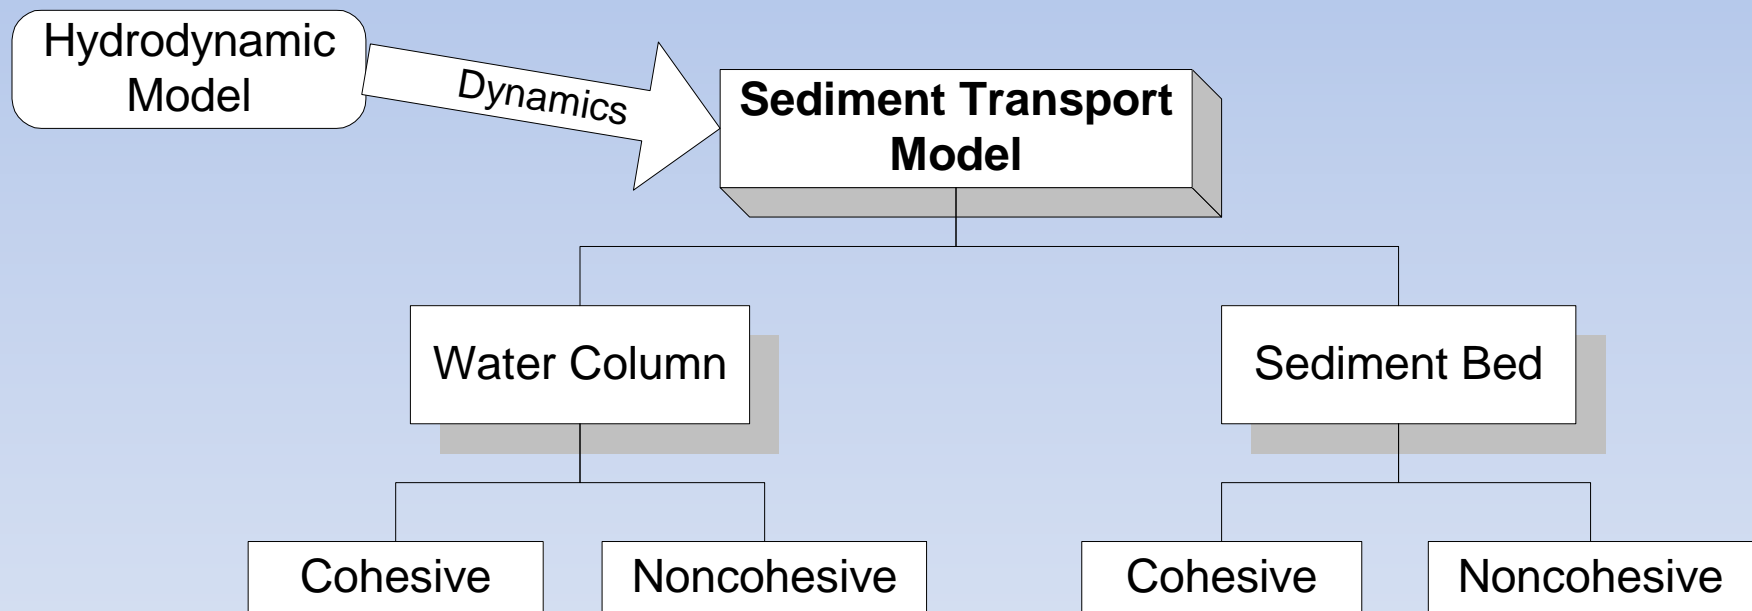 Hydrodynamic
Model
Dynamics
Sediment Transport
Model
Water Column
Sediment Bed
Cohesive
Noncohesive
Cohesive
Noncohesive